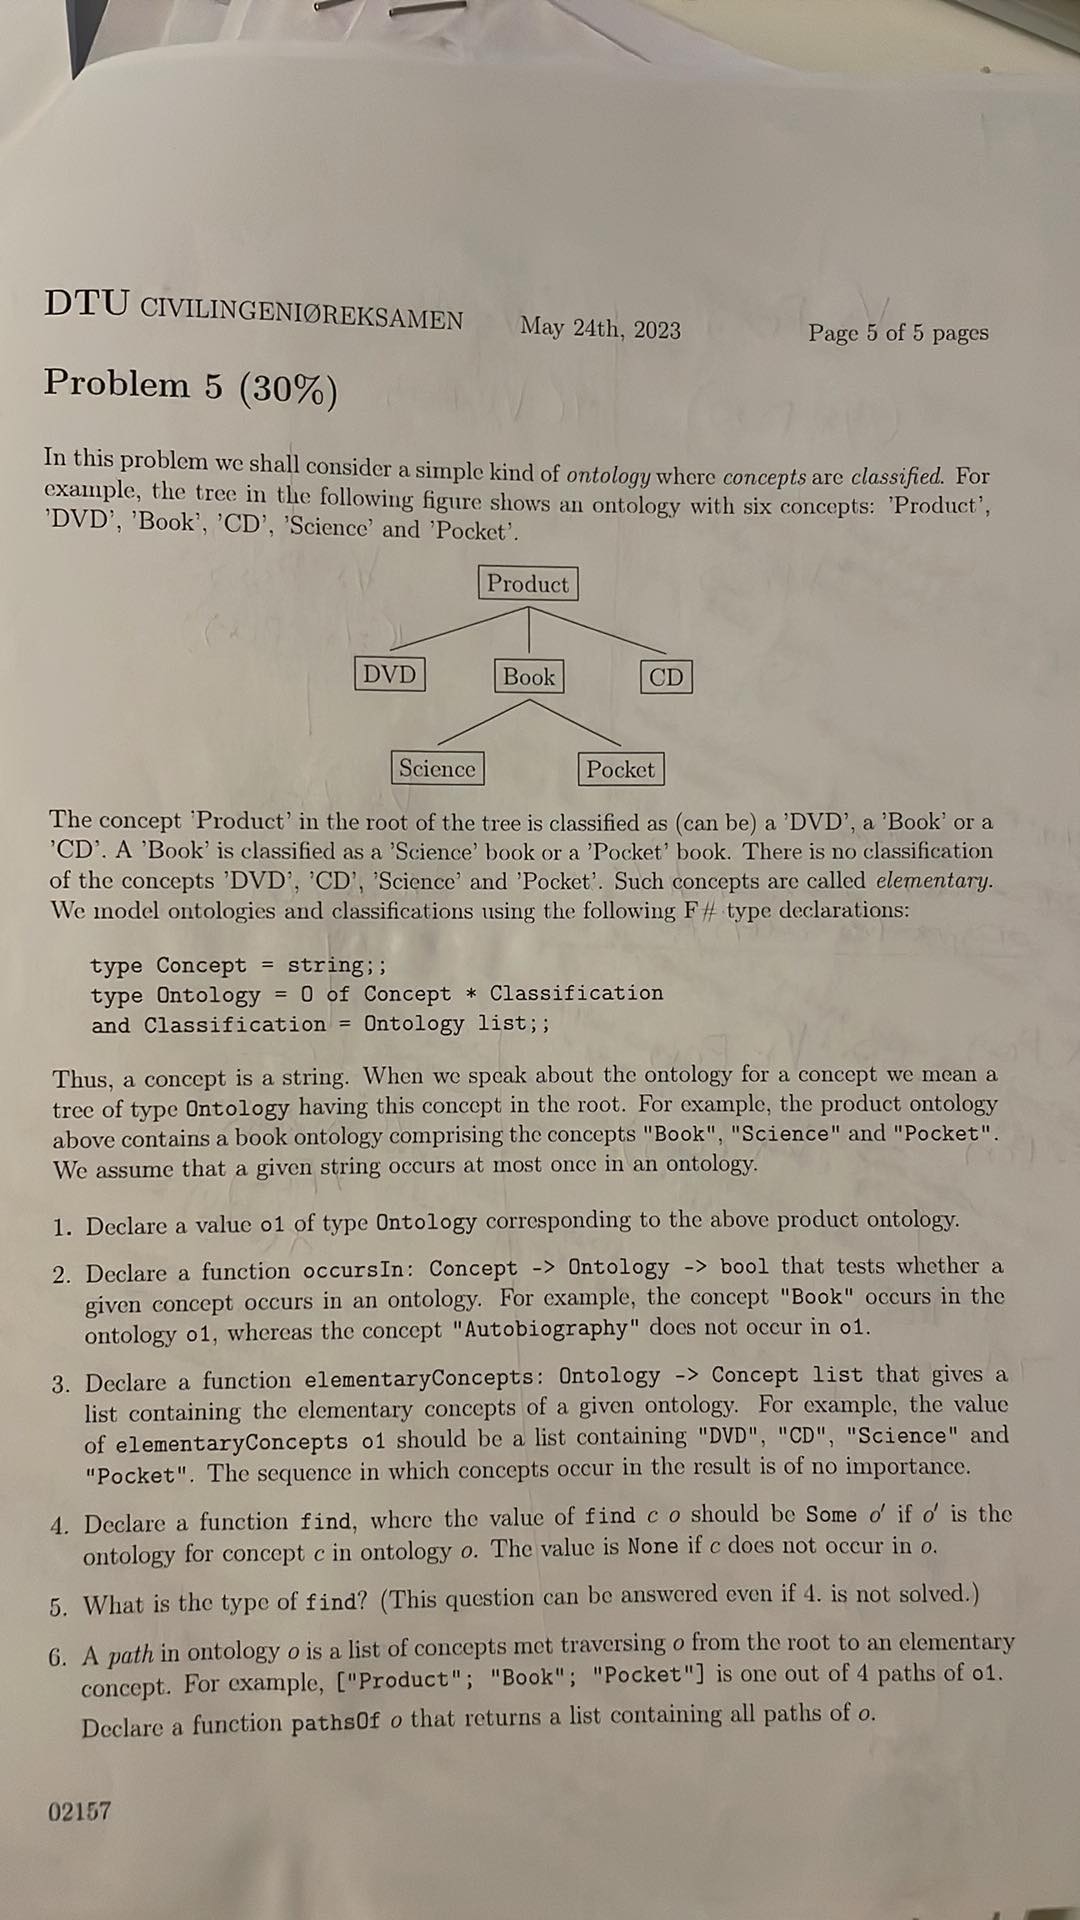 DTU CIVILINGENIØREKSAMEN May 24th, 2023 Page 5 of 5 pages
Problem 5 (30%)
In this problem we shall consider a simple kind of ontology where concepts are classified. For
example, the tree in the following figure shows an ontology with six concepts: 'Product',
'DVD', 'Book', 'CD', 'Science' and 'Pocket'.
Product
DVD Book CD
Science Pocket
The concept 'Product' in the root of the tree is classified as (can be) a 'DVD', a 'Book' or a
'CD'. A 'Book' is classified as a 'Science' book or a 'Pocket' book. There is no classification
of the concepts 'DVD', 'CD', 'Science' and 'Pocket'. Such concepts are called elementary.
We model ontologies and classifications using the following F# type declarations:
type Concept = string;;
type Ontology = O of Concept * Classification
and Classification = Ontology list;;
Thus, a concept is a string. When we speak about the ontology for a concept we mean a
tree of type Ontology having this concept in the root. For example, the product ontology
above contains a book ontology comprising the concepts "Book", "Science" and "Pocket".
We assume that a given string occurs at most once in an ontology.
1. Declare a value o1 of type Ontology corresponding to the above product ontology.
2. Declare a function occursIn: Concept -> Ontology -> bool that tests whether a
given concept occurs in an ontology. For example, the concept "Book" occurs in the
ontology o1, whereas the concept "Autobiography" does not occur in o1.
3. Declare a function elementaryConcepts: Ontology -> Concept list that gives a
list containing the elementary concepts of a given ontology. For example, the value
of elementaryConcepts o1 should be a list containing "DVD", "CD", "Science" and
"Pocket". The sequence in which concepts occur in the result is of no importance.
4. Declare a function find, where the value of find c o should be Some o′ if o′ is the
ontology for concept c in ontology o. The value is None if c does not occur in o.
5. What is the type of find? (This question can be answered even if 4. is not solved.)
6. A path in ontology o is a list of concepts met traversing o from the root to an elementary
concept. For example, ["Product"; "Book"; "Pocket"] is one out of 4 paths of o1.
Declare a function pathsOf o that returns a list containing all paths of o.
02157